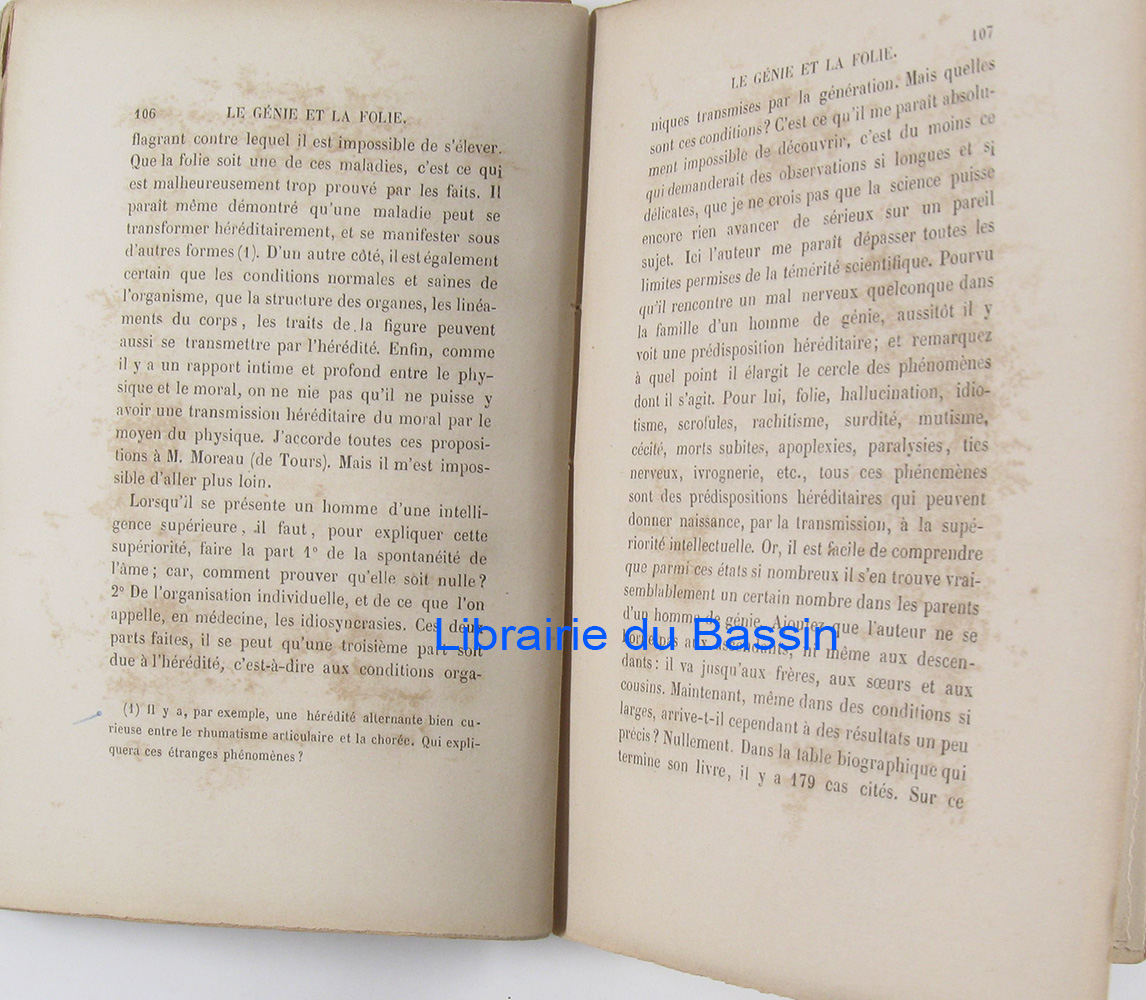 106 LE GÉNIE ET LA FOLIE.
flagrant contre lequel il est impossible de s'élever.
Que la folie soit une de ces maladies, c'est ce qui
est malheureusement trop prouvé par les faits. Il
paraît même démontré qu'une maladie peut se
transformer héréditairement, et se manifester sous
d'autres formes (1). D'un autre côté, il est également
certain que les conditions normales et saines de
l'organisme, que la structure des organes, les linéa-
ments du corps, les traits de la figure peuvent
aussi se transmettre par l'hérédité. Enfin, comme
il y a un rapport intime et profond entre le phy-
sique et le moral, on ne nie pas qu'il ne puisse y
avoir une transmission héréditaire du moral par le
moyen du physique. J'accorde toutes ces proposi-
tions à M. Moreau (de Tours). Mais il m'est impos-
sible d'aller plus loin.
Lorsqu'il se présente un homme d'une intelli-
gence supérieure, il faut, pour expliquer cette
supériorité, faire la part 1° de la spontanéité de
l'âme; car, comment prouver qu'elle soit nulle?
2° De l'organisation individuelle, et de ce que l'on
appelle, en médecine, les idiosyncrasies. Ces deux
parts faites, il se peut qu'une troisième part soit
due à l'hérédité, c'est-à-dire aux conditions orga-
(1) Il y a, par exemple, une hérédité alternante bien cu-
rieuse entre le rhumatisme articulaire et la chorée. Qui expli-
quera ces étranges phénomènes?
LE GÉNIE ET LA FOLIE. 107
niques transmises par la génération. Mais quelles
sont ces conditions? C'est ce qu'il me paraît absolu-
ment impossible de découvrir, c'est du moins ce
qui demanderait des observations si longues et si
délicates, que je ne crois pas que la science puisse
encore rien avancer de sérieux sur un pareil
sujet. Ici l'auteur me paraît dépasser toutes les
limites permises de la témérité scientifique. Pourvu
qu'il rencontre un mal nerveux quelconque dans
la famille d'un homme de génie, aussitôt il y
voit une prédisposition héréditaire; et remarquez
à quel point il élargit le cercle des phénomènes
dont il s'agit. Pour lui, folie, hallucination, idio-
tisme, scrofules, rachitisme, surdité, mutisme,
cécité, morts subites, apoplexies, paralysies, tics
nerveux, ivrognerie, etc., tous ces phénomènes
sont des prédispositions héréditaires qui peuvent
donner naissance, par la transmission, à la supé-
riorité intellectuelle. Or, il est facile de comprendre
que parmi ces états si nombreux il s'en trouve vrai-
semblablement un certain nombre dans les parents
d'un homme de génie. Ajoutez que l'auteur ne se
borne pas aux ascendants, ni même aux descen-
dants: il va jusqu'aux frères, aux sœurs et aux
cousins. Maintenant, même dans des conditions si
larges, arrive-t-il cependant à des résultats un peu
précis? Nullement. Dans la table biographique qui
termine son livre, il y a 179 cas cités. Sur ce
Librairie du Bassin